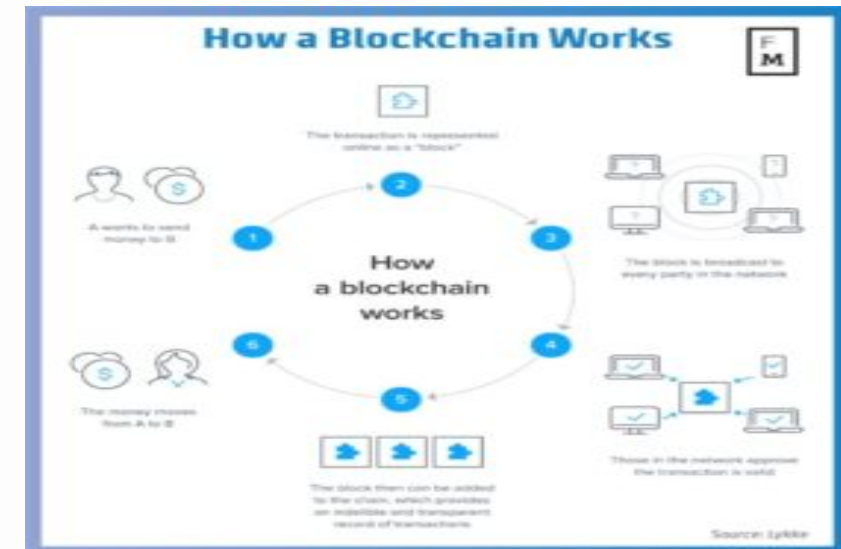 How a Blockchain Works
F
M
The transaction is represented
online as a "block"
$
?
?
?
?
2
1
3
A wants to send
money to B
The block is broadcast to
every party in the network
How
a blockchain
works
6
4
$
5
The money moves
from A to B
Those in the network approve
the transaction is valid
The block then can be added
to the chain, which provides
an indelible and transparent
record of transactions
Source: Lykke